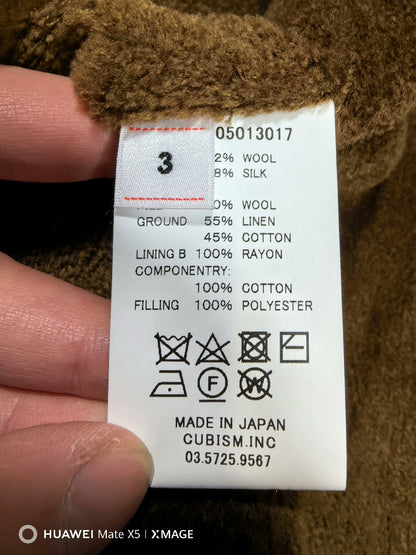 05013017
3
2% WOOL
8% SILK
0% WOOL
GROUND 55% LINEN
45% COTTON
LINING B 100% RAYON
COMPONENTRY:
100% COTTON
FILLING 100% POLYESTER
F
W
MADE IN JAPAN
CUBISM.INC
03.5725.9567
HUAWEI Mate X5 | XMAGE